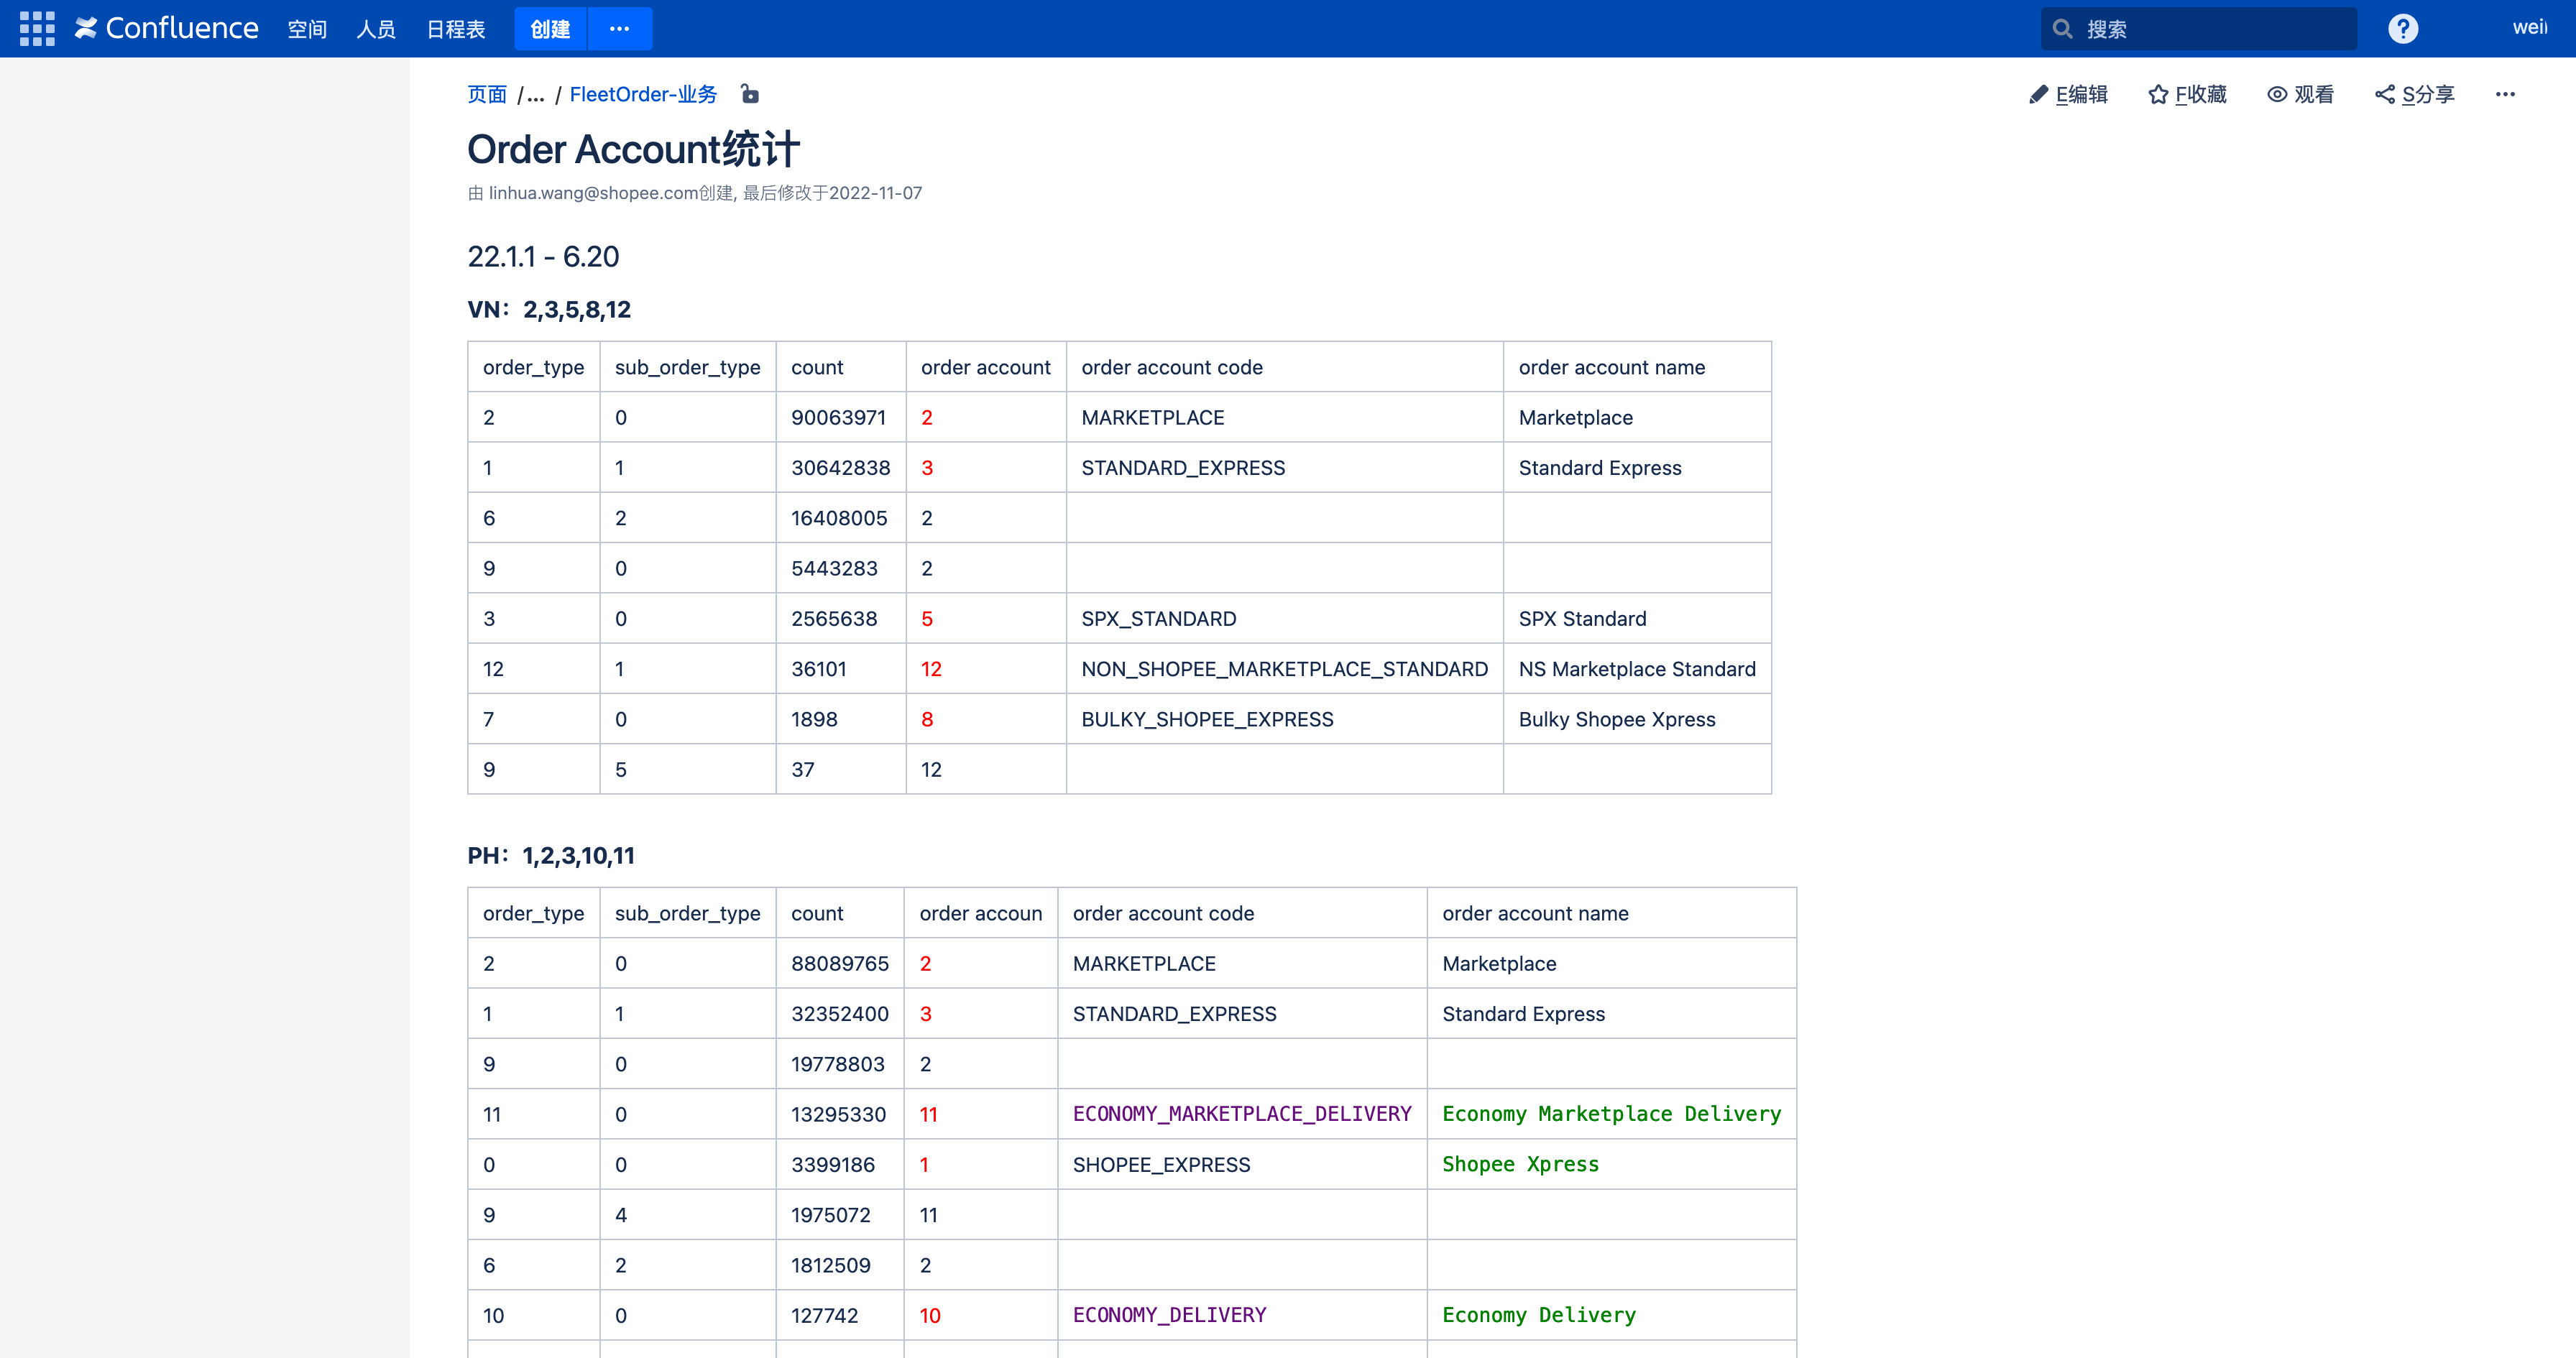 Confluence 空间 人员 日程表 创建 ··· 搜索 ? wei
页面 /... / FleetOrder-业务 E编辑 F收藏 观看 S分享 ···
Order Account统计
由 linhua.wang@shopee.com创建, 最后修改于2022-11-07
22.1.1 - 6.20
VN：2,3,5,8,12
order_type sub_order_type count order account order account code order account name
2 0 90063971 2 MARKETPLACE Marketplace
1 1 30642838 3 STANDARD_EXPRESS Standard Express
6 2 16408005 2
9 0 5443283 2
3 0 2565638 5 SPX_STANDARD SPX Standard
12 1 36101 12 NON_SHOPEE_MARKETPLACE_STANDARD NS Marketplace Standard
7 0 1898 8 BULKY_SHOPEE_EXPRESS Bulky Shopee Xpress
9 5 37 12
PH：1,2,3,10,11
order_type sub_order_type count order accoun order account code order account name
2 0 88089765 2 MARKETPLACE Marketplace
1 1 32352400 3 STANDARD_EXPRESS Standard Express
9 0 19778803 2
11 0 13295330 11 ECONOMY_MARKETPLACE_DELIVERY Economy Marketplace Delivery
0 0 3399186 1 SHOPEE_EXPRESS Shopee Xpress
9 4 1975072 11
6 2 1812509 2
10 0 127742 10 ECONOMY_DELIVERY Economy Delivery